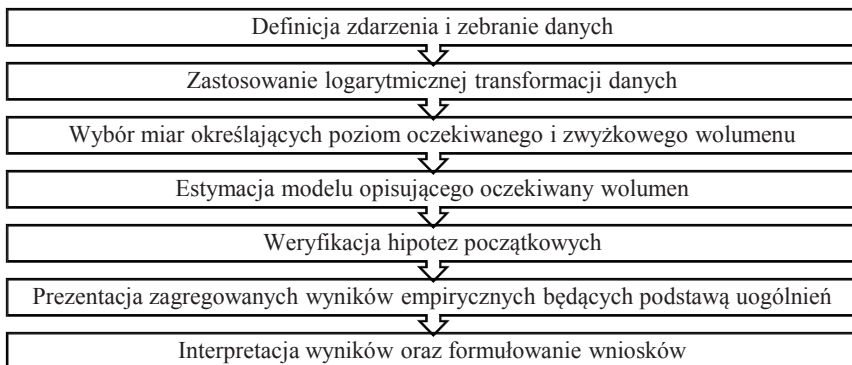 Definicja zdarzenia i zebranie danych
Zastosowanie logarytmicznej transformacji danych
Wybór miar określających poziom oczekiwanego i zwyżkowego wolumenu
Estymacja modelu opisującego oczekiwany wolumen
Weryfikacja hipotez początkowych
Prezentacja zagregowanych wyników empirycznych będących podstawą uogólnień
Interpretacja wyników oraz formułowanie wniosków